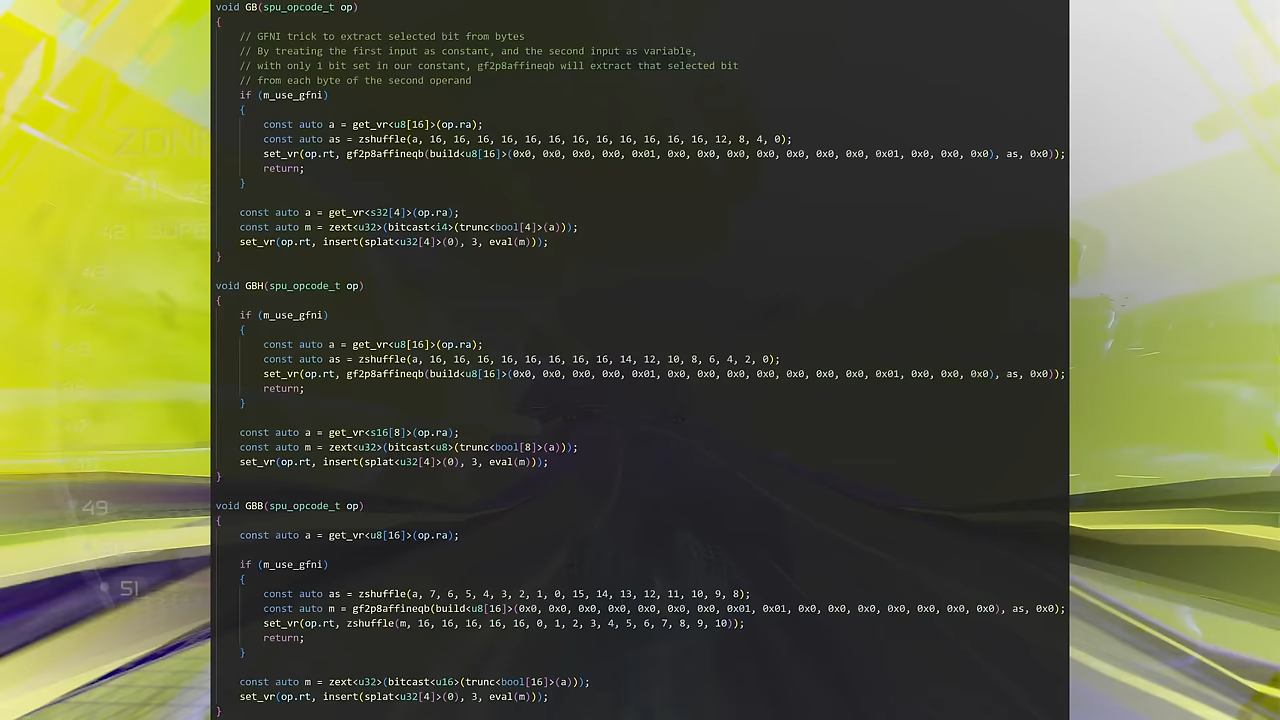 void GB(spu_opcode_t op)
{
// GFNI trick to extract selected bit from bytes
// By treating the first input as constant, and the second input as variable,
// with only 1 bit set in our constant, gf2p8affineqb will extract that selected bit
// from each byte of the second operand
if (m_use_gfni)
{
const auto a = get_vr<u8[16]>(op.ra);
const auto as = zshuffle(a, 16, 16, 16, 16, 16, 16, 16, 16, 16, 16, 16, 16, 12, 8, 4, 0);
set_vr(op.rt, gf2p8affineqb(build<u8[16]>(0x0, 0x0, 0x0, 0x0, 0x01, 0x0, 0x0, 0x0, 0x0, 0x0, 0x0, 0x0, 0x01, 0x0, 0x0, 0x0), as, 0x0));
return;
}
const auto a = get_vr<s32[4]>(op.ra);
const auto m = zext<u32>(bitcast<i4>(trunc<bool[4]>(a)));
set_vr(op.rt, insert(splat<u32[4]>(0), 3, eval(m)));
}
void GBH(spu_opcode_t op)
{
if (m_use_gfni)
{
const auto a = get_vr<u8[16]>(op.ra);
const auto as = zshuffle(a, 16, 16, 16, 16, 16, 16, 16, 16, 14, 12, 10, 8, 6, 4, 2, 0);
set_vr(op.rt, gf2p8affineqb(build<u8[16]>(0x0, 0x0, 0x0, 0x0, 0x01, 0x0, 0x0, 0x0, 0x0, 0x0, 0x0, 0x0, 0x01, 0x0, 0x0, 0x0), as, 0x0));
return;
}
const auto a = get_vr<s16[8]>(op.ra);
const auto m = zext<u32>(bitcast<u8>(trunc<bool[8]>(a)));
set_vr(op.rt, insert(splat<u32[4]>(0), 3, eval(m)));
}
void GBB(spu_opcode_t op)
{
const auto a = get_vr<u8[16]>(op.ra);
if (m_use_gfni)
{
const auto as = zshuffle(a, 7, 6, 5, 4, 3, 2, 1, 0, 15, 14, 13, 12, 11, 10, 9, 8);
const auto m = gf2p8affineqb(build<u8[16]>(0x0, 0x0, 0x0, 0x0, 0x0, 0x0, 0x0, 0x01, 0x01, 0x0, 0x0, 0x0, 0x0, 0x0, 0x0, 0x0), as, 0x0);
set_vr(op.rt, zshuffle(m, 16, 16, 16, 16, 16, 0, 1, 2, 3, 4, 5, 6, 7, 8, 9, 10));
return;
}
const auto m = zext<u32>(bitcast<u16>(trunc<bool[16]>(a)));
set_vr(op.rt, insert(splat<u32[4]>(0), 3, eval(m)));
}
49
51